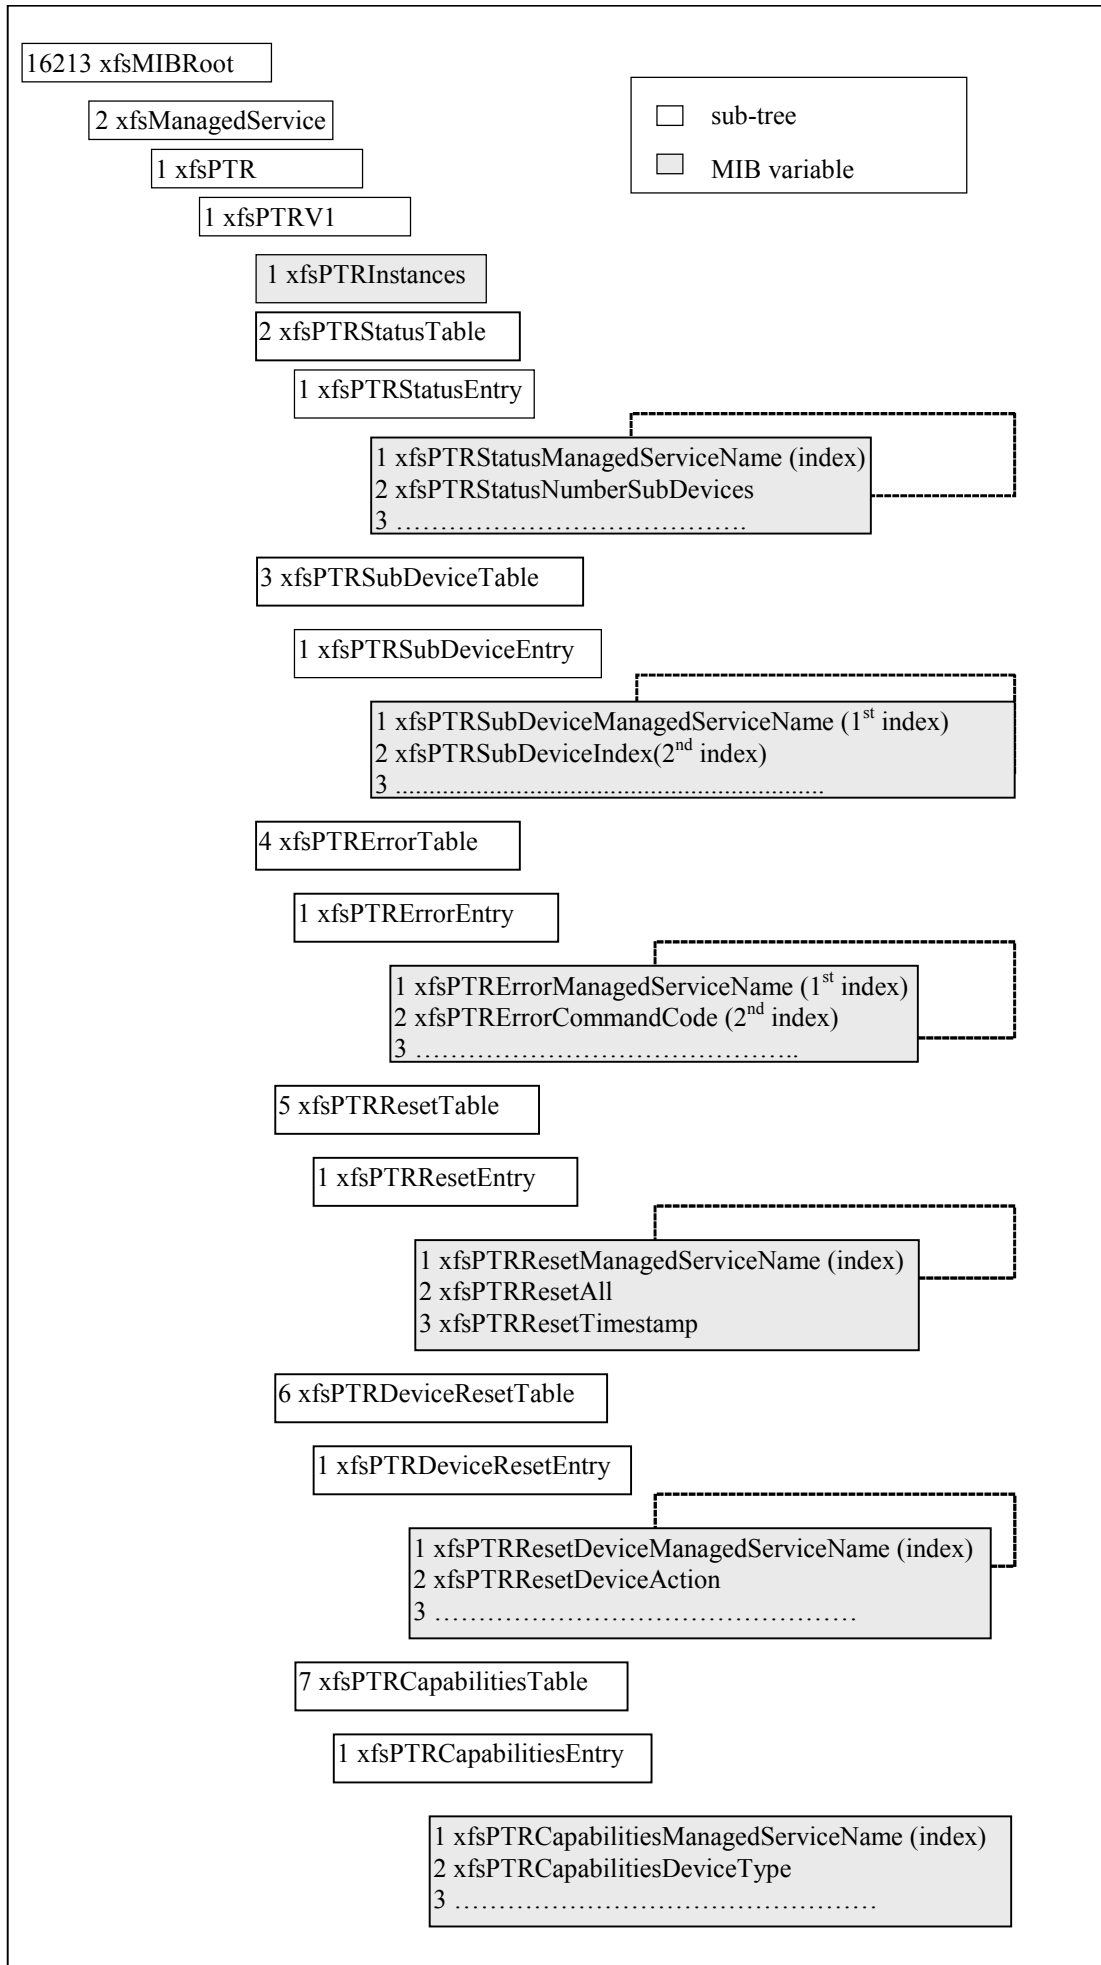 16213 xfsMIBRoot
sub-tree
2 xfsManagedService
MIB variable
1 xfsPTR
1 xfsPTRV1
1 xfsPTRInstances
2 xfsPTRStatusTable
1 xfsPTRStatusEntry
1 xfsPTRStatusManagedServiceName (index)
2 xfsPTRStatusNumberSubDevices
3 ………………………………….
3 xfsPTRSubDeviceTable
1 xfsPTRSubDeviceEntry
1 xfsPTRSubDeviceManagedServiceName (1st index)
2 xfsPTRSubDeviceIndex(2nd index)
3 ................................................................
4 xfsPTRErrorTable
1 xfsPTRErrorEntry
1 xfsPTRErrorManagedServiceName (1st index)
2 xfsPTRErrorCommandCode (2nd index)
3 ……………………………………..
5 xfsPTRResetTable
1 xfsPTRResetEntry
1 xfsPTRResetManagedServiceName (index)
2 xfsPTRResetAll
3 xfsPTRResetTimestamp
6 xfsPTRDeviceResetTable
1 xfsPTRDeviceResetEntry
1 xfsPTRResetDeviceManagedServiceName (index)
2 xfsPTRResetDeviceAction
3 …………………………………………
7 xfsPTRCapabilitiesTable
1 xfsPTRCapabilitiesEntry
1 xfsPTRCapabilitiesManagedServiceName (index)
2 xfsPTRCapabilitiesDeviceType
3 …………………………………………